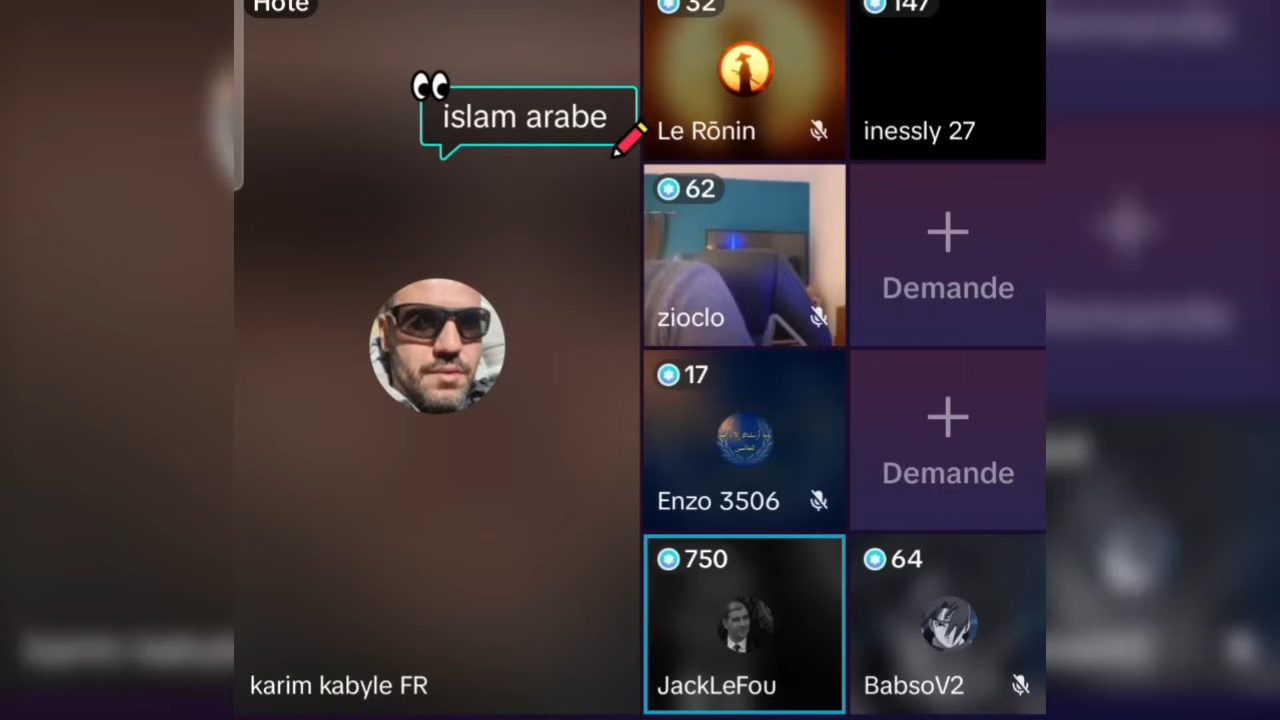 Hôte
islam arabe
karim kabyle FR
32
Le Rōnin
147
inessly 27
62
zioclo
Demande
17
Enzo 3506
Demande
750
JackLeFou
64
BabsoV2